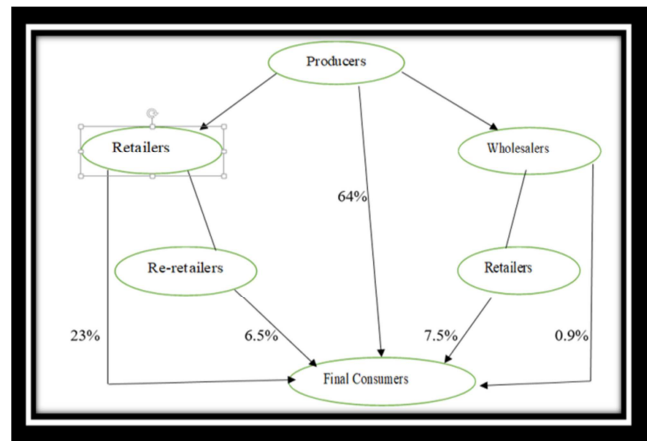 Producers
Retailers
Wholesalers
64%
Re-retailers
Retailers
23%
6.5%
7.5%
0.9%
Final Consumers